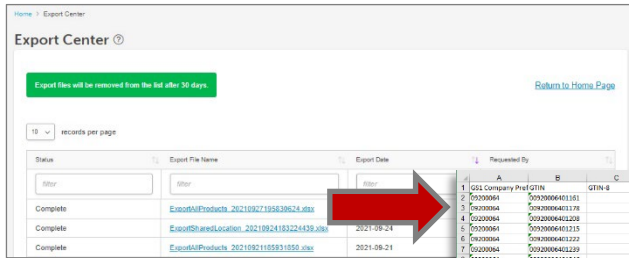 Home > Export Center
Export Center ?
Export files will be removed from the list after 30 days.
Return to Home Page
10 records per page
Status Export File Name Export Date Requested By
filter filter filter
Complete ExportAllProducts_20210927195830624.xlsx
Complete ExportSharedLocation_20210924183224439.xlsx 2021-09-24
Complete ExportAllProducts_2021092118593185​0.xlsx 2021-09-21
A B C
1 GS1 Company Pref GTIN GTIN-8
2 09200064 00920006401161
3 09200064 00920006401178
4 09200064 00920006401208
5 09200064 00920006401215
6 09200064 00920006401222
7 09200064 00920006401239